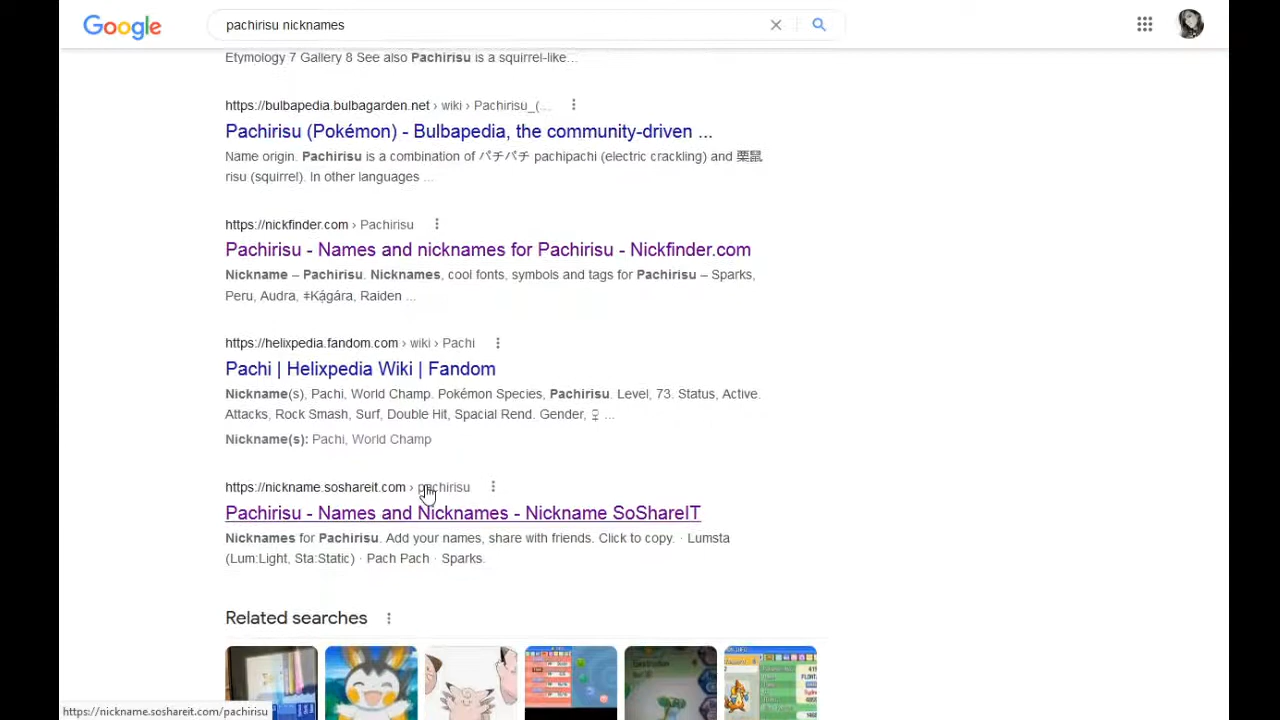 Google
pachirisu nicknames
Etymology 7 Gallery 8 See also Pachirisu is a squirrel-like...
https://bulbapedia.bulbagarden.net › wiki › Pachirisu_(...
Pachirisu (Pokémon) - Bulbapedia, the community-driven ...
Name origin. Pachirisu is a combination of パチパチ pachipachi (electric crackling) and 栗鼠
risu (squirrel). In other languages ...
https://nickfinder.com › Pachirisu
Pachirisu - Names and nicknames for Pachirisu - Nickfinder.com
Nickname – Pachirisu. Nicknames, cool fonts, symbols and tags for Pachirisu – Sparks,
Peru, Audra, ǂKá̦gára, Raiden ...
https://helixpedia.fandom.com › wiki › Pachi
Pachi | Helixpedia Wiki | Fandom
Nickname(s), Pachi, World Champ. Pokémon Species, Pachirisu. Level, 73. Status, Active.
Attacks, Rock Smash, Surf, Double Hit, Spacial Rend. Gender, ♀ ...
Nickname(s): Pachi, World Champ
https://nickname.soshareit.com › pachirisu
Pachirisu - Names and Nicknames - Nickname SoShareIT
Nicknames for Pachirisu. Add your names, share with friends. Click to copy. · Lumsta
(Lum:Light, Sta:Static) · Pach Pach · Sparks.
Related searches
https://nickname.soshareit.com/pachirisu